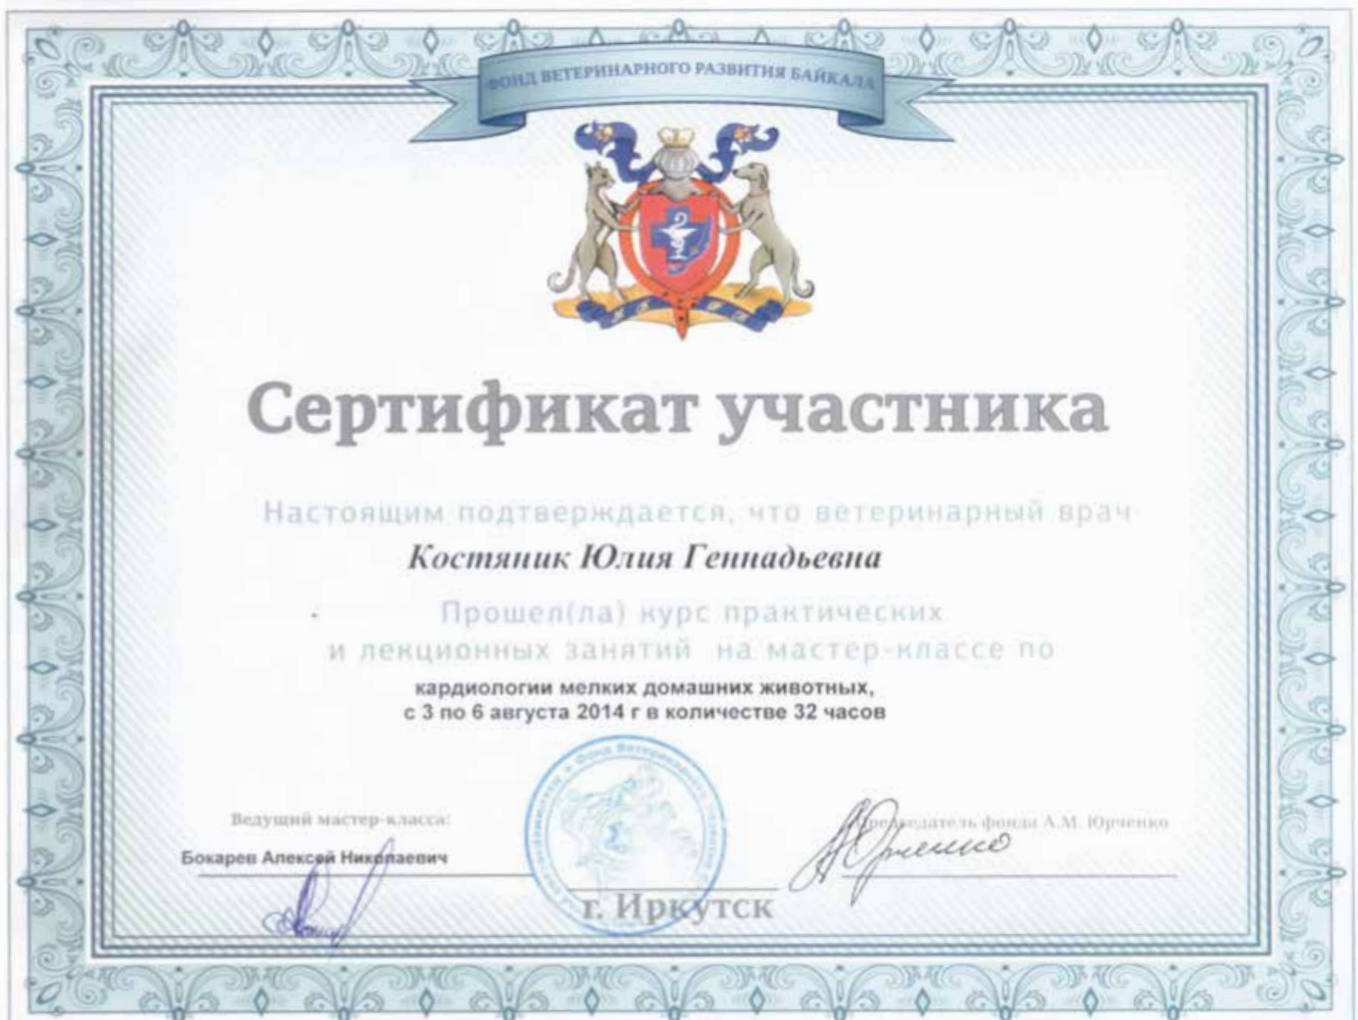 ФОНД ВЕТЕРИНАРНОГО РАЗВИТИЯ БАЙКАЛА
Сертификат участника
Настоящим подтверждается, что ветеринарный врач
Костяник Юлия Геннадьевна
Прошел(ла) курс практических
и лекционных занятий на мастер-классе по
кардиологии мелких домашних животных,
с 3 по 6 августа 2014 г в количестве 32 часов
Ведущий мастер-класса:
Председатель фонда А.М. Юрченко
Бокарев Алексей Николаевич
г. Иркутск